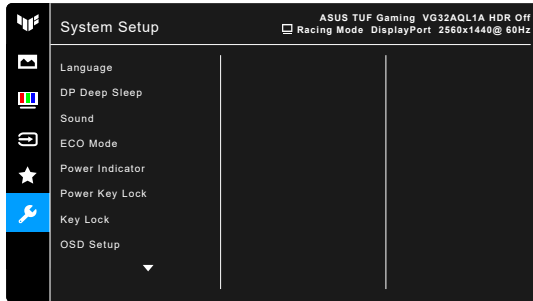 System Setup
ASUS TUF Gaming VG32AQL1A HDR Off
Racing Mode DisplayPort 2560x1440@ 60Hz
Language
DP Deep Sleep
Sound
ECO Mode
Power Indicator
Power Key Lock
Key Lock
OSD Setup